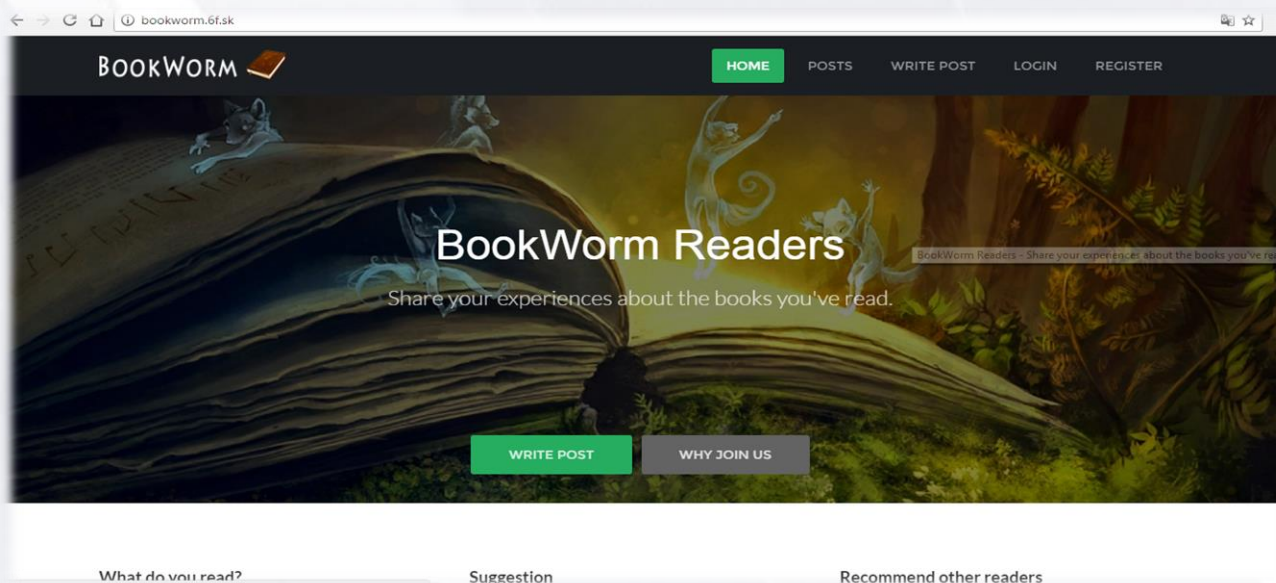 bookworm.6f.sk
BOOKWORM
HOME POSTS WRITE POST LOGIN REGISTER
BookWorm Readers
BookWorm Readers - Share your experiences about the books you've rea
Share your experiences about the books you've read.
WRITE POST WHY JOIN US
What do you read? Suggestion Recommend other readers